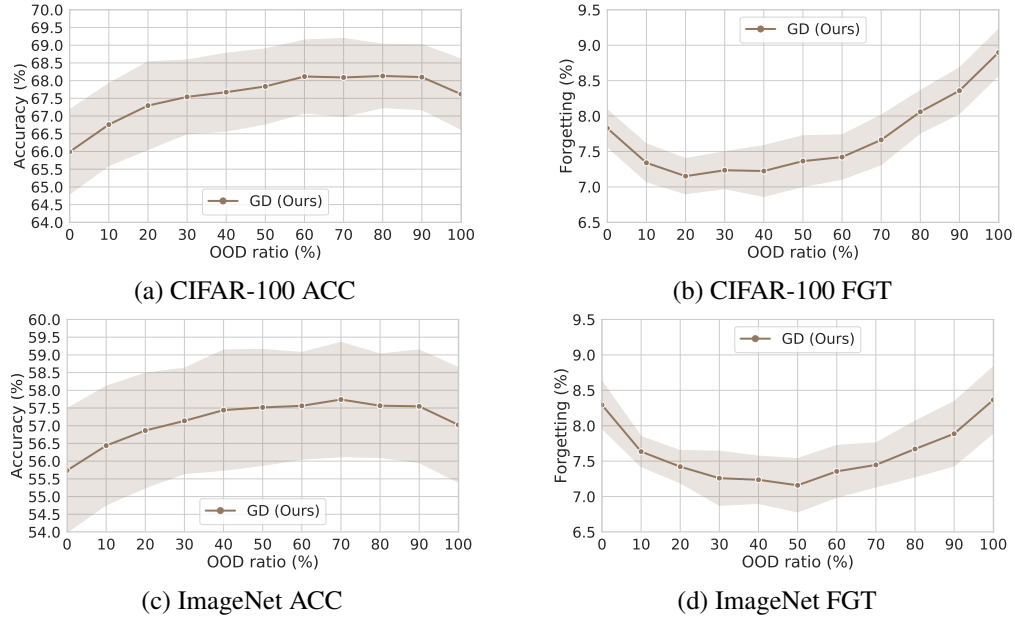 70.0
69.5
69.0
68.5
68.0
67.5
67.0
66.5
66.0
65.5
65.0
64.5
64.0
Accuracy (%)
GD (Ours)
0 10 20 30 40 50 60 70 80 90 100
OOD ratio (%)
(a) CIFAR-100 ACC
9.5
9.0
8.5
8.0
7.5
7.0
6.5
Forgetting (%)
GD (Ours)
0 10 20 30 40 50 60 70 80 90 100
OOD ratio (%)
(b) CIFAR-100 FGT
60.0
59.5
59.0
58.5
58.0
57.5
57.0
56.5
56.0
55.5
55.0
54.5
54.0
Accuracy (%)
GD (Ours)
0 10 20 30 40 50 60 70 80 90 100
OOD ratio (%)
(c) ImageNet ACC
9.5
9.0
8.5
8.0
7.5
7.0
6.5
Forgetting (%)
GD (Ours)
0 10 20 30 40 50 60 70 80 90 100
OOD ratio (%)
(d) ImageNet FGT